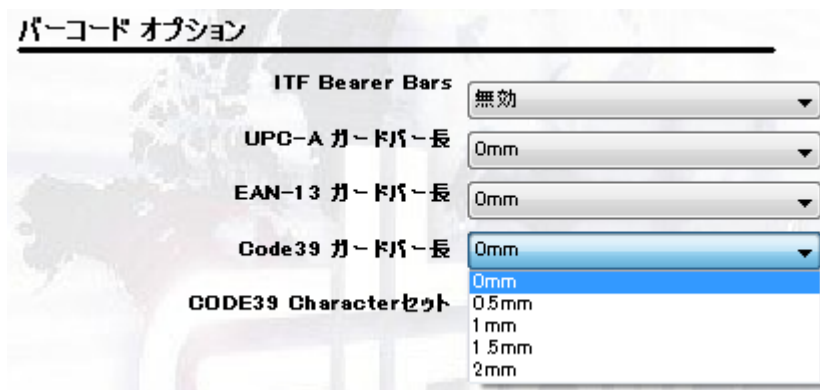 バーコード オプション
ITF Bearer Bars 無効
UPC-A ガードバー長 0mm
EAN-13 ガードバー長 0mm
Code39 ガードバー長 0mm
0mm
CODE39 Characterセット 0.5mm
1mm
1.5mm
2mm